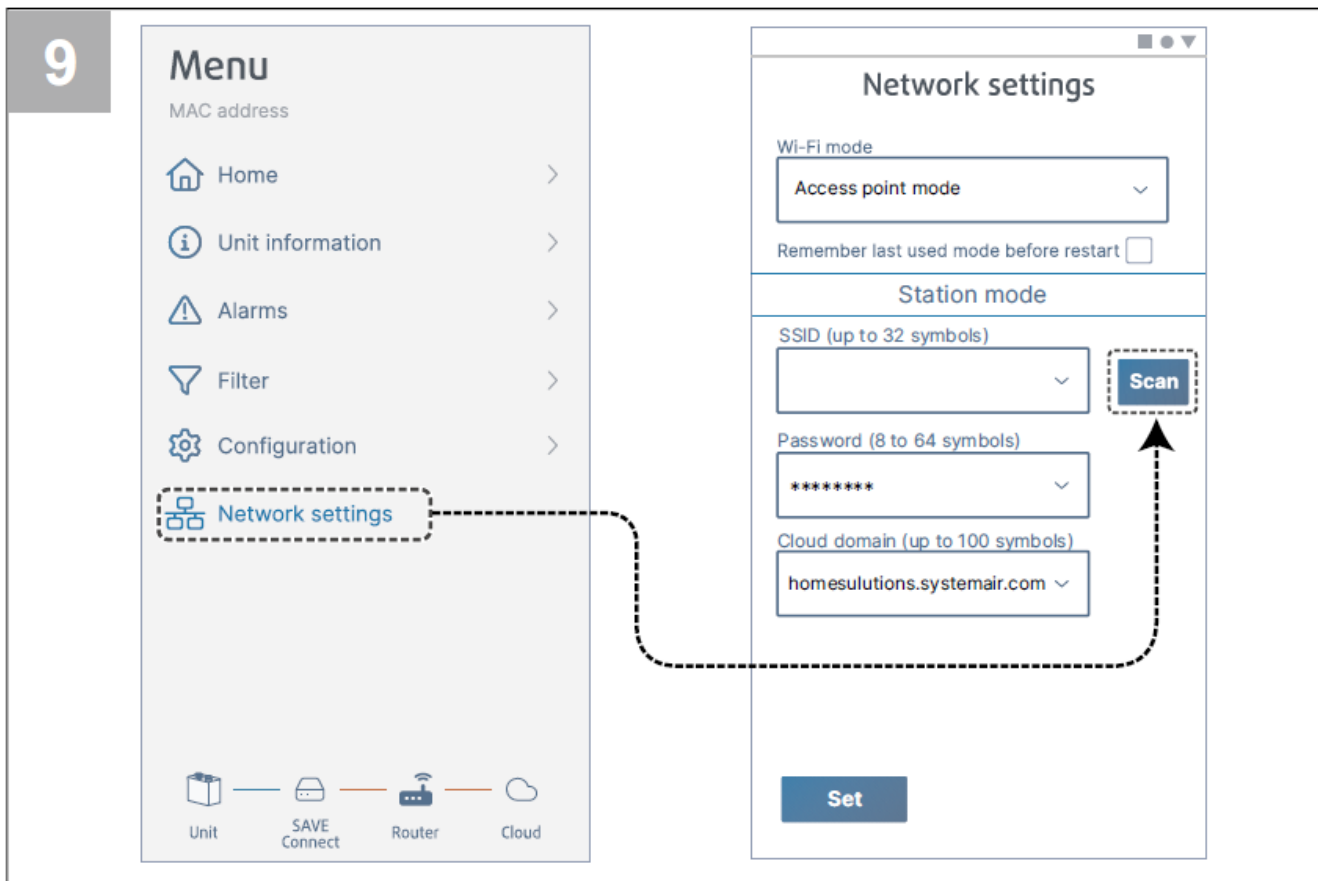 9
Menu
MAC address
Home
Unit information
Alarms
Filter
Configuration
Network settings
Unit
SAVE
Connect
Router
Cloud
Network settings
Wi-Fi mode
Access point mode
Remember last used mode before restart
Station mode
SSID (up to 32 symbols)
Scan
Password (8 to 64 symbols)
********
Cloud domain (up to 100 symbols)
homesulutions.systemair.com
Set